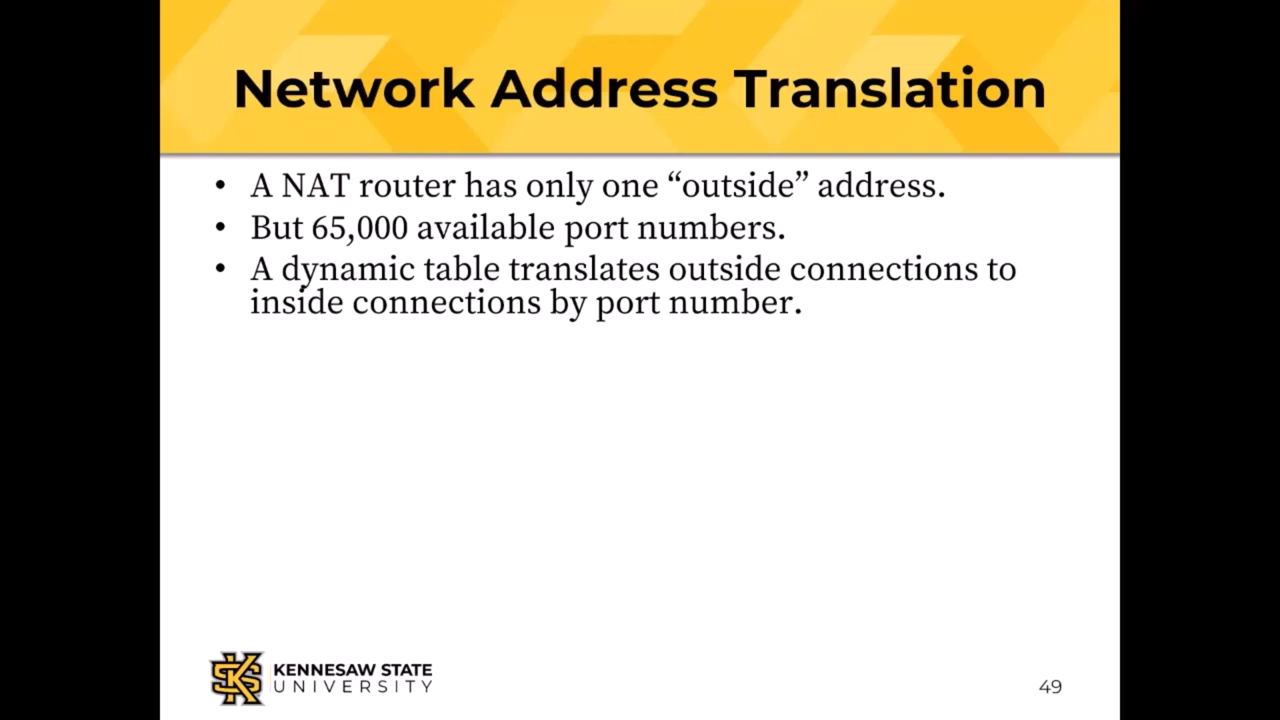 Network Address Translation
• A NAT router has only one “outside” address.
• But 65,000 available port numbers.
• A dynamic table translates outside connections to
inside connections by port number.
KENNESAW STATE
UNIVERSITY
49